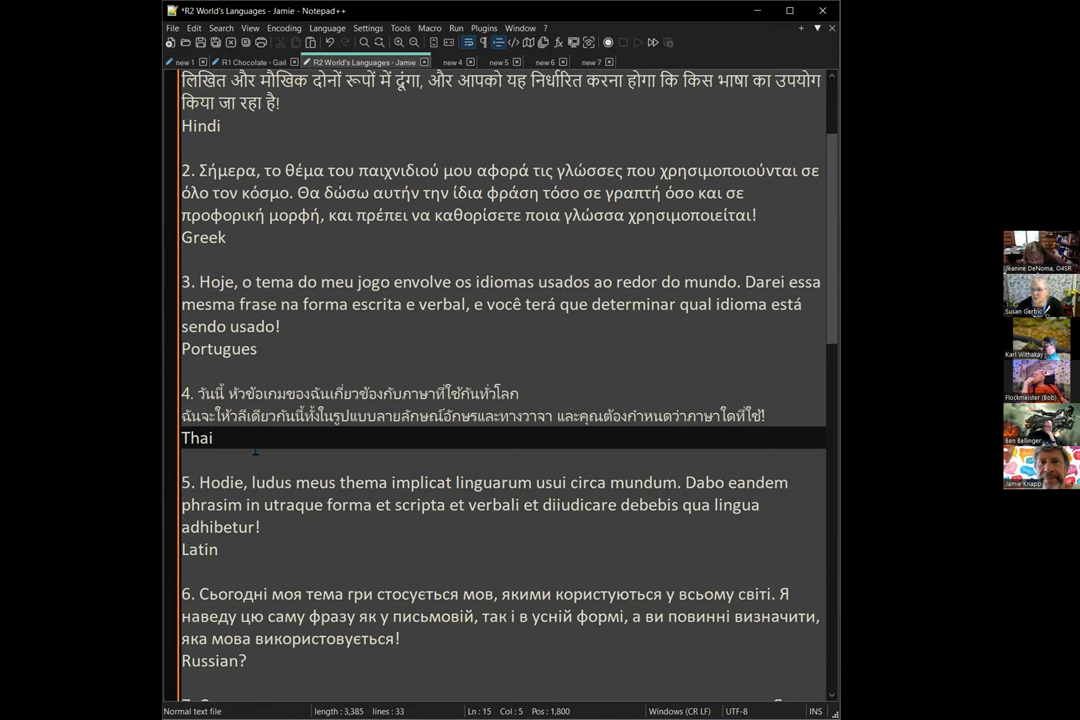 *R2 World's Languages - Jamie - Notepad++
File Edit Search View Encoding Language Settings Tools Macro Run Plugins Window ?
new 1 R1 Chocolate - Gail R2 World's Languages - Jamie new 4 new 5 new 6 new 7
लिखित और मौखिक दोनों रूपों में दूंगा, और आपको यह निर्धारित करना होगा कि किस भाषा का उपयोग
किया जा रहा है!
Hindi
2. Σήμερα, το θέμα του παιχνιδιού μου αφορά τις γλώσσες που χρησιμοποιούνται σε
όλο τον κόσμο. Θα δώσω αυτήν την ίδια φράση τόσο σε γραπτή όσο και σε
προφορική μορφή, και πρέπει να καθορίσετε ποια γλώσσα χρησιμοποιείται!
Greek
3. Hoje, o tema do meu jogo envolve os idiomas usados ao redor do mundo. Darei essa
mesma frase na forma escrita e verbal, e você terá que determinar qual idioma está
sendo usado!
Portugues
4. วันนี้ หัวข้อเกมของฉันเกี่ยวข้องกับภาษาที่ใช้กันทั่วโลก
ฉันจะให้วลีเดียวกันนี้ทั้งในรูปแบบลายลักษณ์อักษรและทางวาจา และคุณต้องกำหนดว่าภาษาใดที่ใช้!
Thai
5. Hodie, ludus meus thema implicat linguarum usui circa mundum. Dabo eandem
phrasim in utraque forma et scripta et verbali et diiudicare debebis qua lingua
adhibetur!
Latin
6. Сьогодні моя тема гри стосується мов, якими користуються у всьому світі. Я
наведу цю саму фразу як у письмовій, так і в усній формі, а ви повинні визначити,
яка мова використовується!
Russian?
Normal text file length : 3,385 lines : 33 Ln : 15 Col : 5 Pos : 1,800 Windows (CR LF) UTF-8 INS
Jeanine DeNoma, O4SR
Susan Gerbic
Karl Withakay
Flockmeister (Bob)
Ben Bellinger
Jamie Knapp